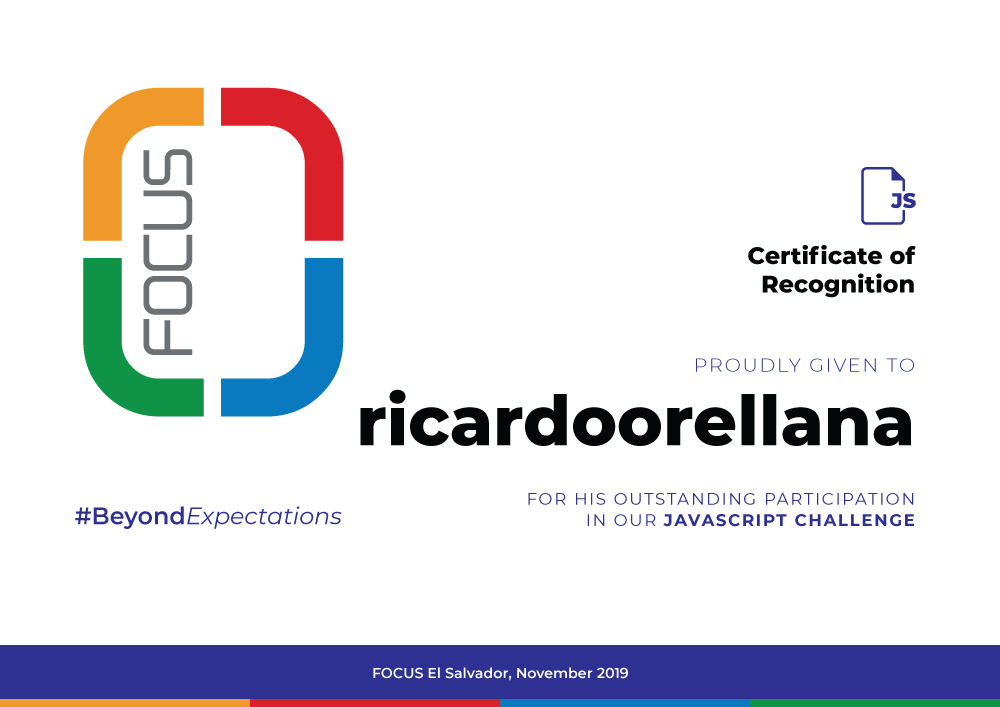 FOCUS
JS
Certificate of
Recognition
PROUDLY GIVEN TO
ricardoorellana
FOR HIS OUTSTANDING PARTICIPATION
IN OUR JAVASCRIPT CHALLENGE
#BeyondExpectations
FOCUS El Salvador, November 2019